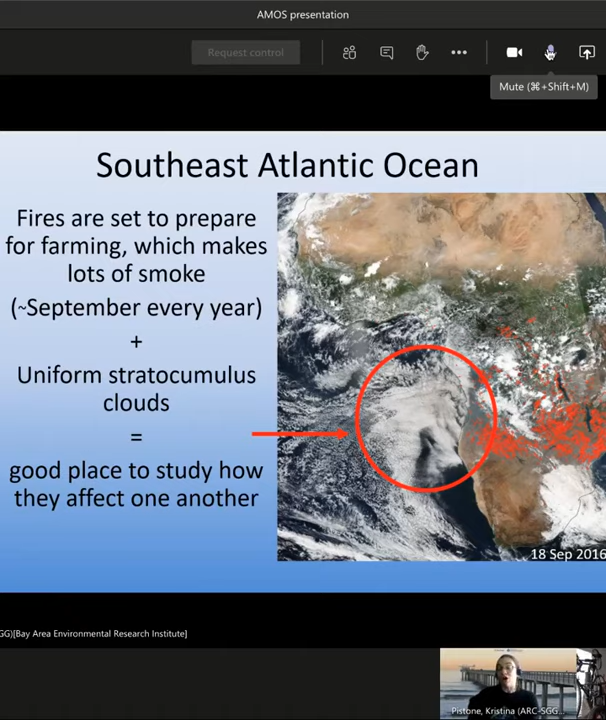 AMOS presentation
Request control
Mute (⌘+Shift+M)
Southeast Atlantic Ocean
Fires are set to prepare
for farming, which makes
lots of smoke
(~September every year)
+
Uniform stratocumulus
clouds
=
good place to study how
they affect one another
18 Sep 2016
GG)[Bay Area Environmental Research Institute]
Pistone, Kristina (ARC-SGG...